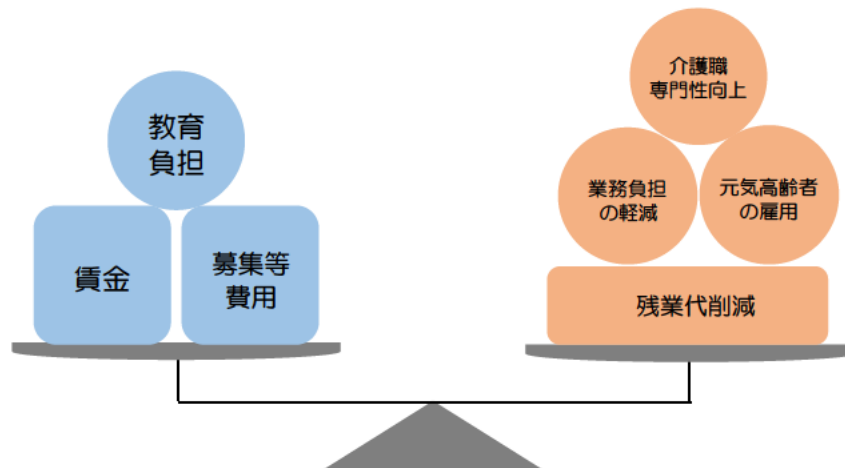 教育
負担
賃金
募集等
費用
介護職
専門性向上
業務負担
の軽減
元気高齢者
の雇用
残業代削減